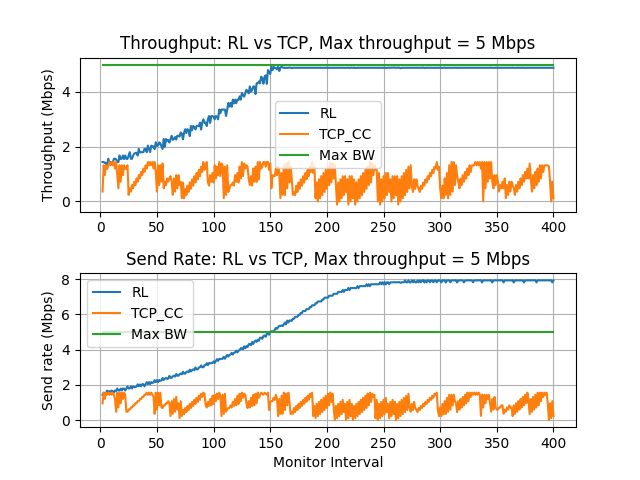 Throughput: RL vs TCP, Max throughput = 5 Mbps
Throughput (Mbps)
4
2
0
RL
TCP_CC
Max BW
0 50 100 150 200 250 300 350 400
Send Rate: RL vs TCP, Max throughput = 5 Mbps
Send rate (Mbps)
8
6
4
2
0
RL
TCP_CC
Max BW
0 50 100 150 200 250 300 350 400
Monitor Interval